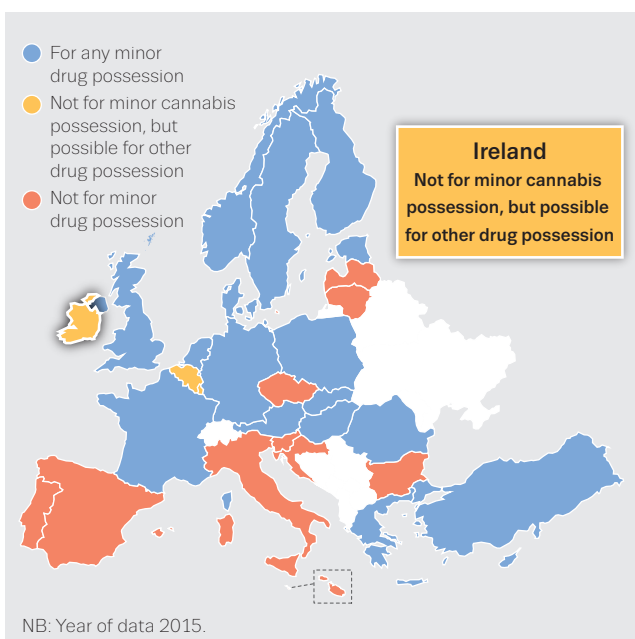 For any minor
drug possession
Not for minor cannabis
possession, but
possible for other
drug possession
Not for minor
drug possession
Ireland
Not for minor cannabis
possession, but possible
for other drug possession
NB: Year of data 2015.